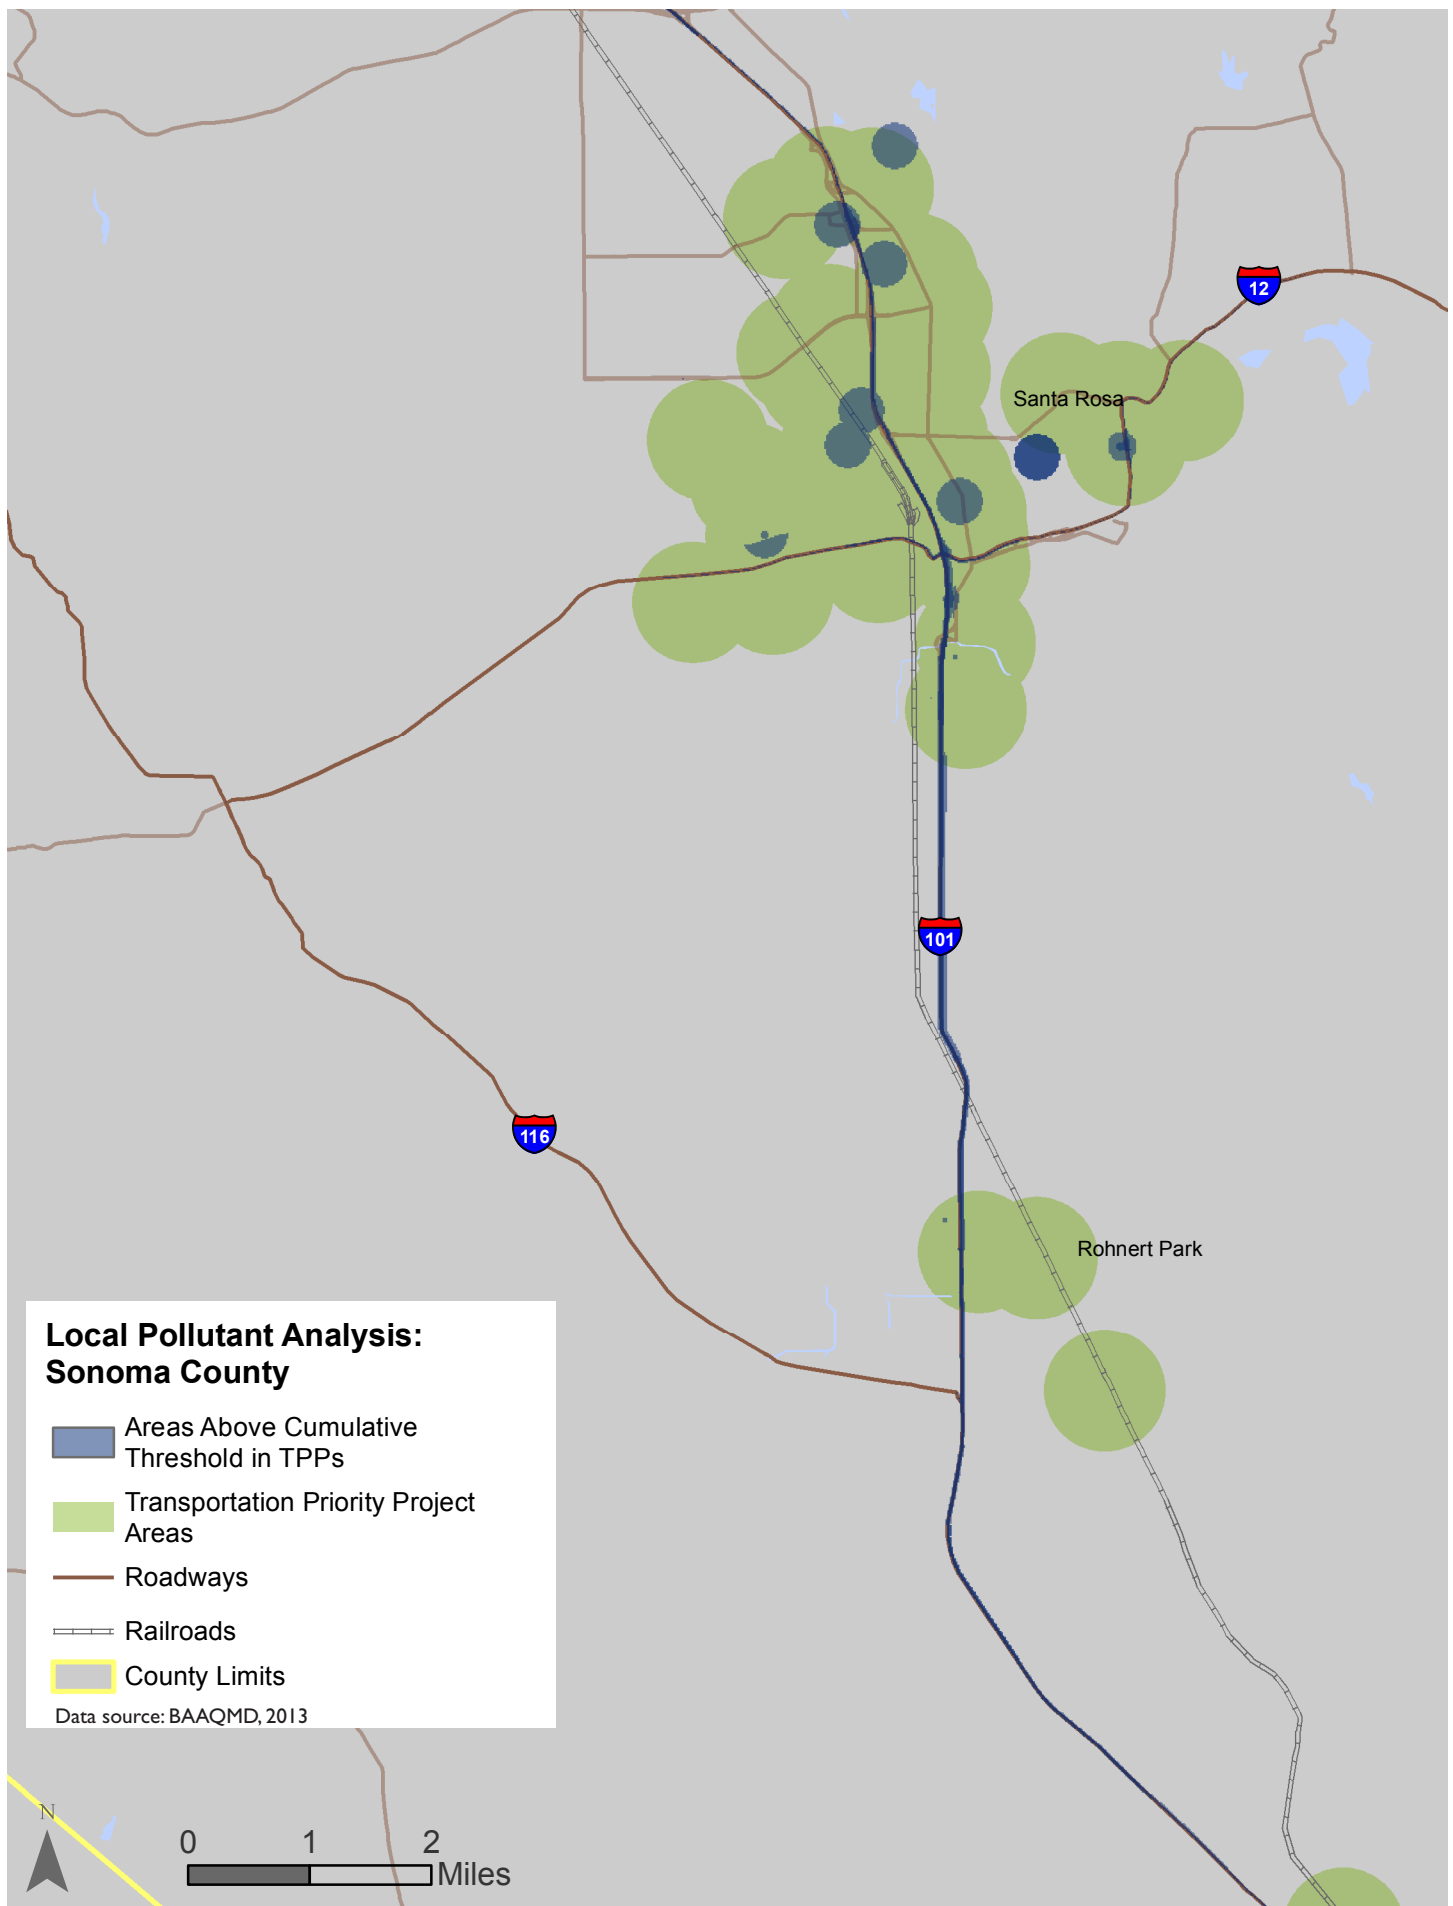 12
Santa Rosa
101
116
Rohnert Park
Local Pollutant Analysis:
Sonoma County
Areas Above Cumulative
Threshold in TPPs
Transportation Priority Project
Areas
Roadways
Railroads
County Limits
Data source: BAAQMD, 2013
N
0 1 2
Miles